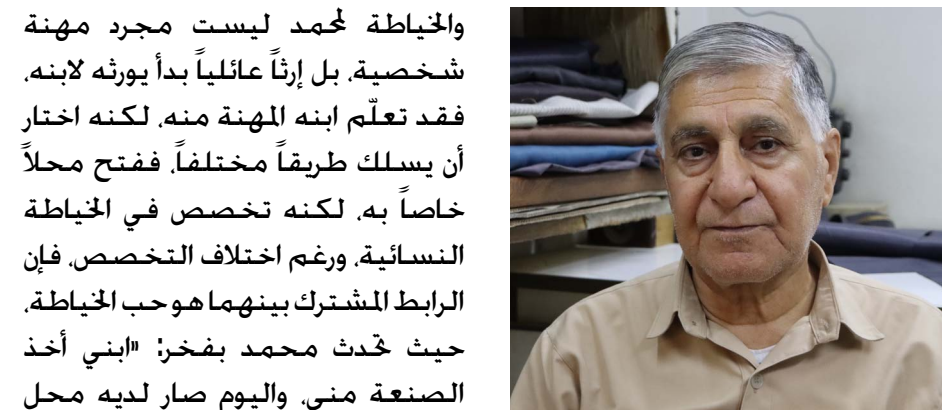 والخياطة لمحمد ليست مجرد مهنة
شخصية، بل إرثاً عائلياً بدأ يورثه لابنه،
فقد تعلّم ابنه المهنة منه، لكنه اختار
أن يسلك طريقاً مختلفاً، ففتح محلاً
خاصاً به، لكنه تخصص في الخياطة
النسائية، ورغم اختلاف التخصص، فإن
الرابط المشترك بينهما هو حب الخياطة،
حيث تحدث محمد بفخر: "ابني أخذ
الصنعة مني، واليوم صار لديه محل